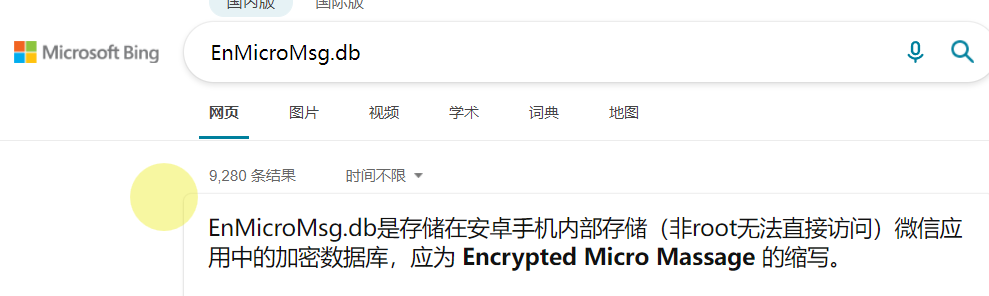 国内版 国际版
Microsoft Bing
EnMicroMsg.db
网页 图片 视频 学术 词典 地图
9,280 条结果 时间不限
EnMicroMsg.db是存储在安卓手机内部存储（非root无法直接访问）微信应
用中的加密数据库，应为 Encrypted Micro Massage 的缩写。